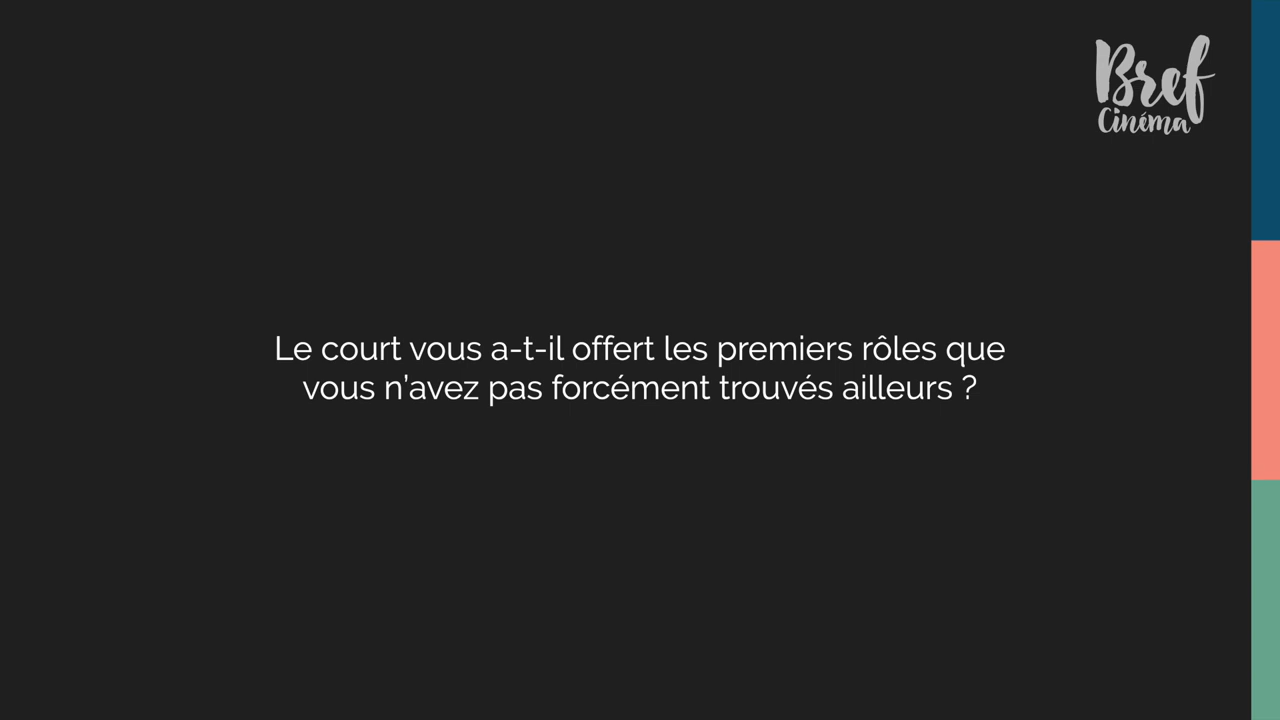 Bref
Cinéma
Le court vous a-t-il offert les premiers rôles que
vous n'avez pas forcément trouvés ailleurs ?